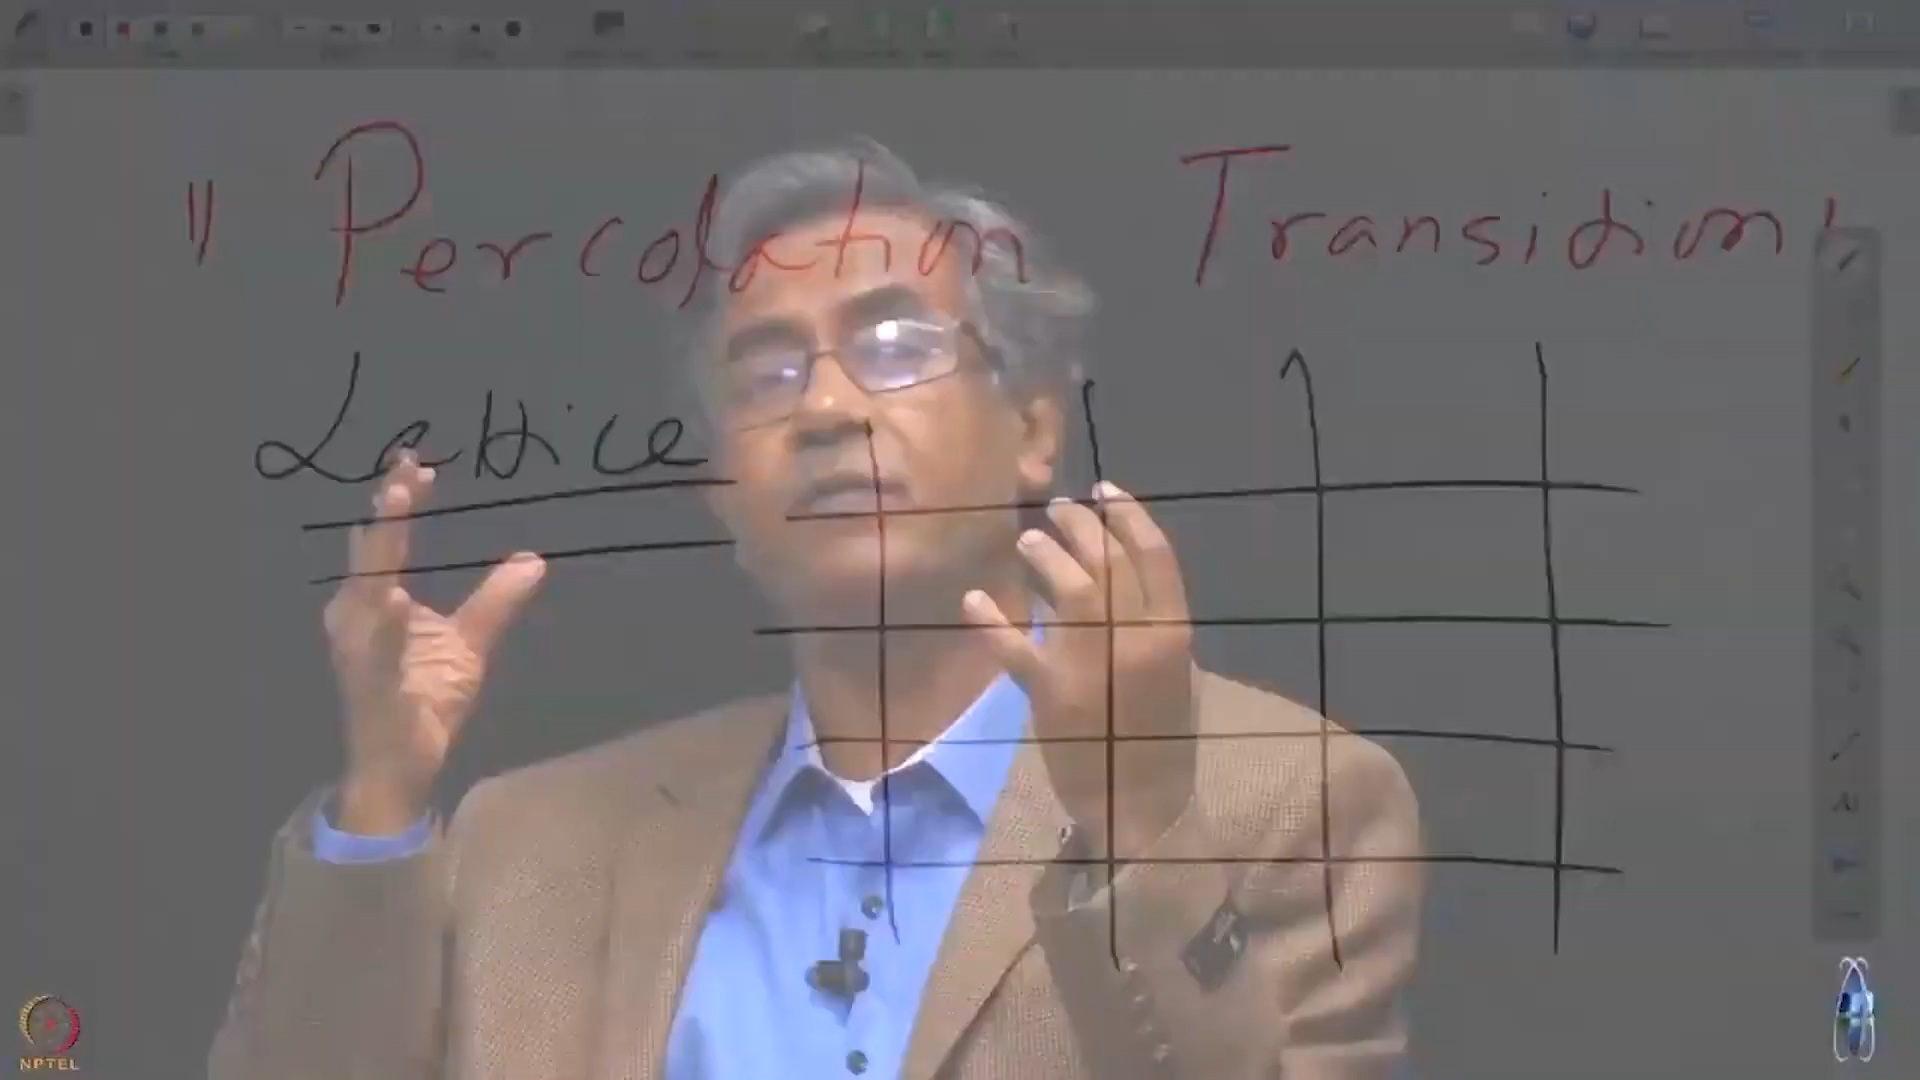 " Percolation Transition "
Lattice
NPTEL